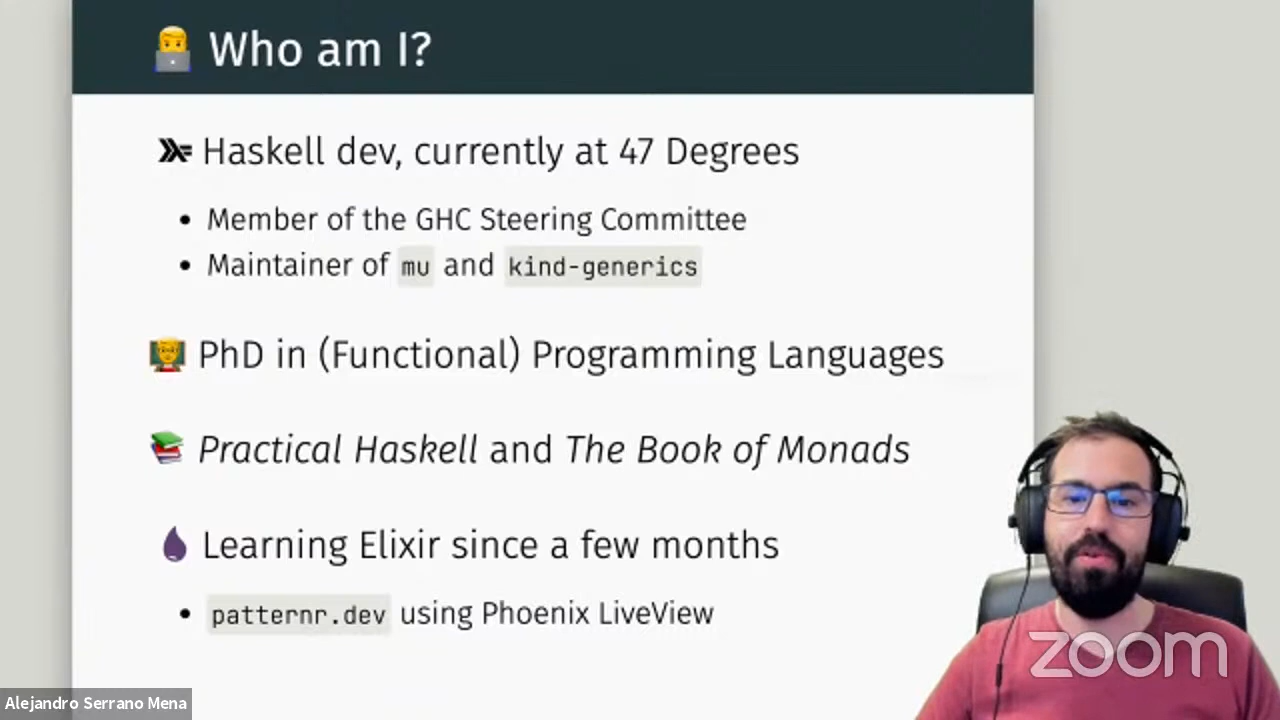 Who am I?
Haskell dev, currently at 47 Degrees
• Member of the GHC Steering Committee
• Maintainer of mu and kind-generics
PhD in (Functional) Programming Languages
Practical Haskell and The Book of Monads
Learning Elixir since a few months
• patternr.dev using Phoenix LiveView
zoom
Alejandro Serrano Mena